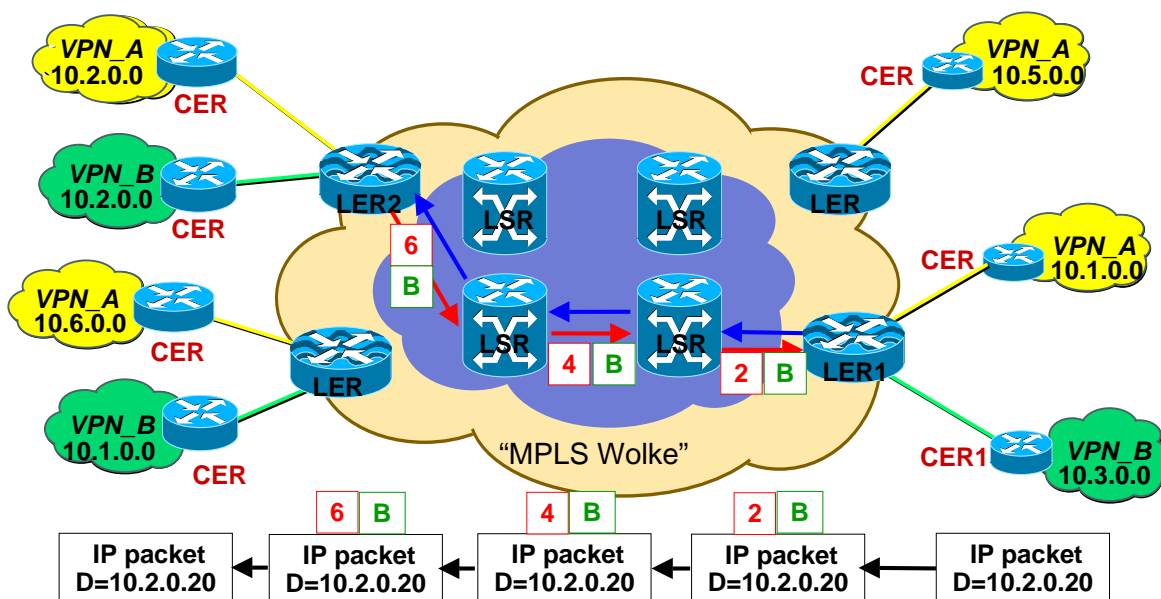 VPN_A
10.2.0.0
CER
VPN_B
10.2.0.0
CER
VPN_A
10.6.0.0
CER
VPN_B
10.1.0.0
CER
LER2
LER
LSR
LSR
6
B
LSR
LSR
4 B
2 B
VPN_A
10.5.0.0
CER
LER
VPN_A
10.1.0.0
CER
LER1
CER1
VPN_B
10.3.0.0
“MPLS Wolke”
6 B
4 B
2 B
IP packet
D=10.2.0.20
IP packet
D=10.2.0.20
IP packet
D=10.2.0.20
IP packet
D=10.2.0.20
IP packet
D=10.2.0.20